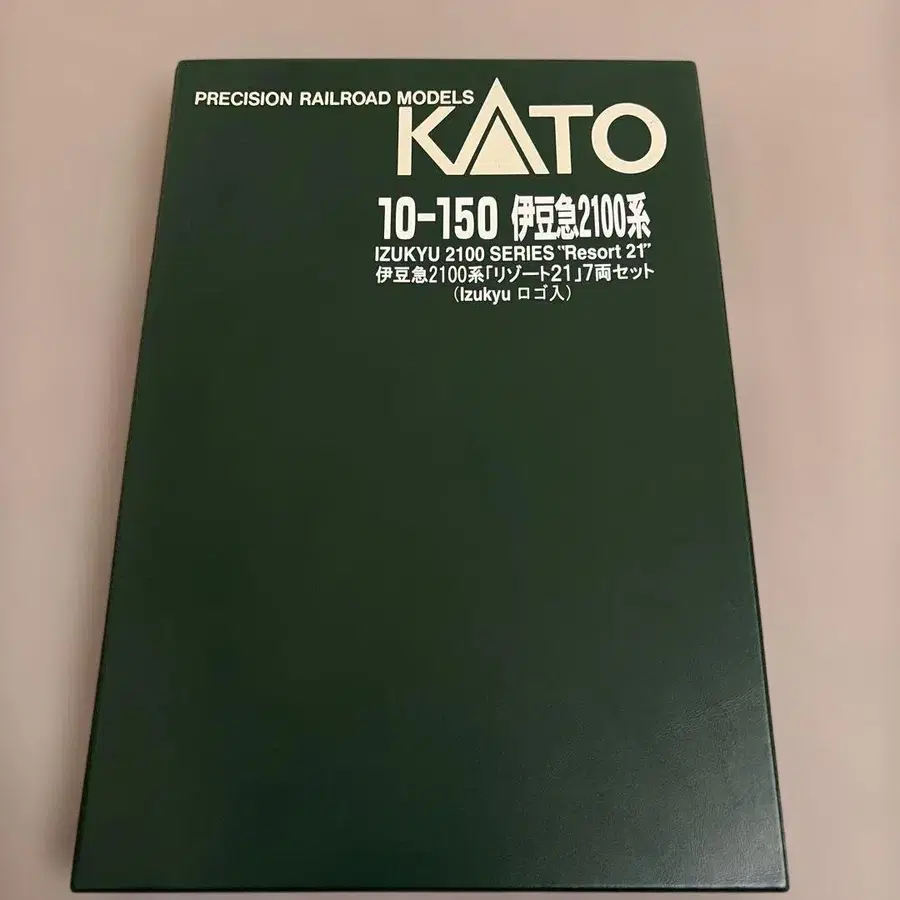 PRECISION RAILROAD MODELS
KATO
10-150 伊豆急2100系
IZUKYU 2100 SERIES "Resort 21"
伊豆急2100系「リゾート21」7両セット
(Izukyu ロゴ入)